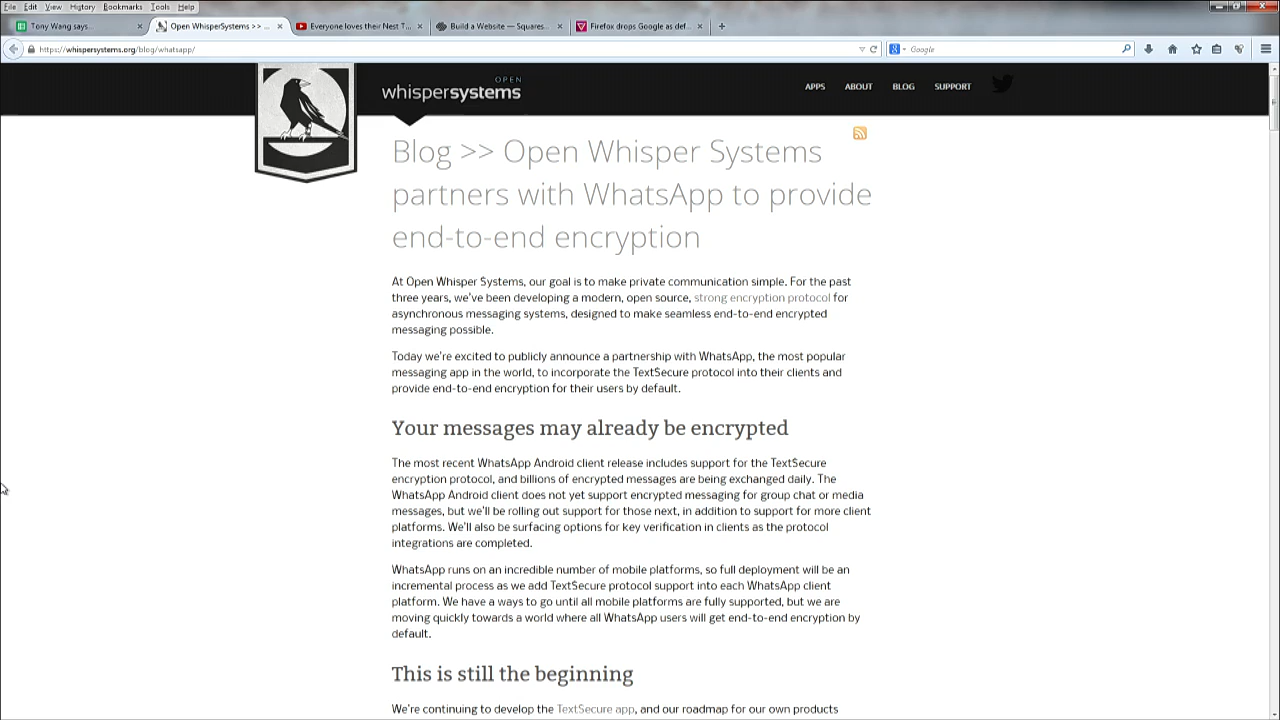 File Edit View History Bookmarks Tools Help
Tony Wang says...
Open WhisperSystems >> ...
Everyone loves their Nest T...
Build a Website — Squares...
Firefox drops Google as def...
https://whispersystems.org/blog/whatsapp/
Google
OPEN
whispersystems
APPS ABOUT BLOG SUPPORT
Blog >> Open Whisper Systems
partners with WhatsApp to provide
end-to-end encryption
At Open Whisper Systems, our goal is to make private communication simple. For the past
three years, we've been developing a modern, open source, strong encryption protocol for
asynchronous messaging systems, designed to make seamless end-to-end encrypted
messaging possible.
Today we're excited to publicly announce a partnership with WhatsApp, the most popular
messaging app in the world, to incorporate the TextSecure protocol into their clients and
provide end-to-end encryption for their users by default.
Your messages may already be encrypted
The most recent WhatsApp Android client release includes support for the TextSecure
encryption protocol, and billions of encrypted messages are being exchanged daily. The
WhatsApp Android client does not yet support encrypted messaging for group chat or media
messages, but we'll be rolling out support for those next, in addition to support for more client
platforms. We'll also be surfacing options for key verification in clients as the protocol
integrations are completed.
WhatsApp runs on an incredible number of mobile platforms, so full deployment will be an
incremental process as we add TextSecure protocol support into each WhatsApp client
platform. We have a ways to go until all mobile platforms are fully supported, but we are
moving quickly towards a world where all WhatsApp users will get end-to-end encryption by
default.
This is still the beginning
We're continuing to develop the TextSecure app, and our roadmap for our own products